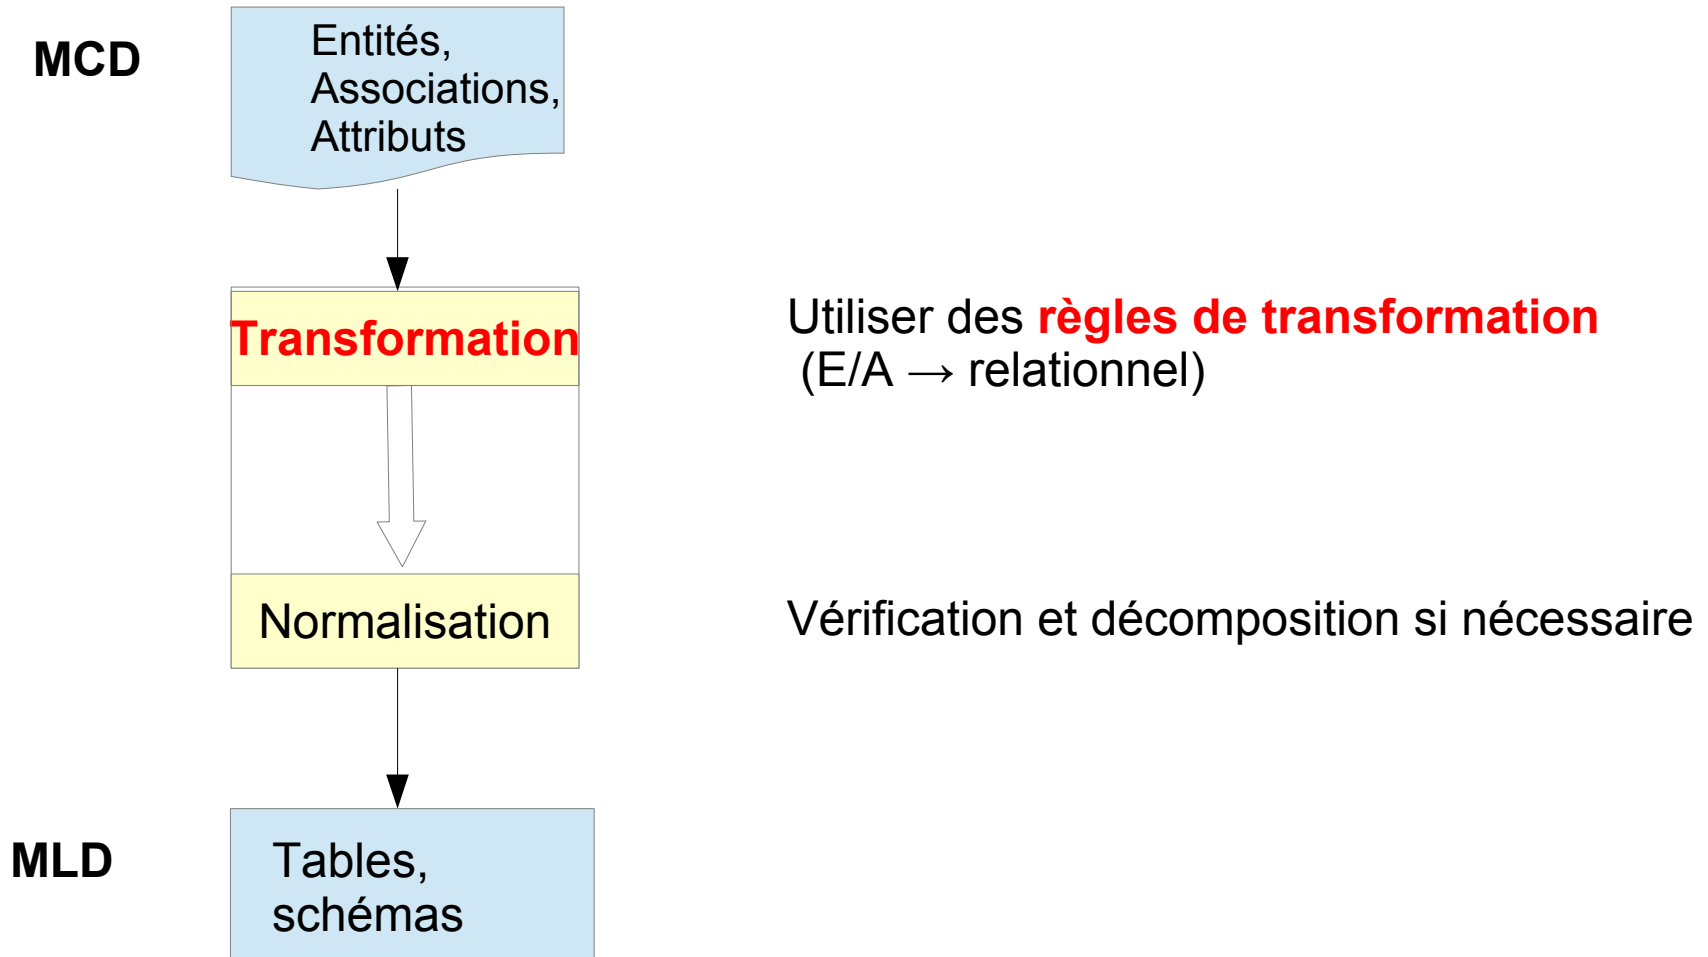 MCD
Entités,
Associations,
Attributs
Transformation
Utiliser des règles de transformation
(E/A → relationnel)
Normalisation
Vérification et décomposition si nécessaire
MLD
Tables,
schémas